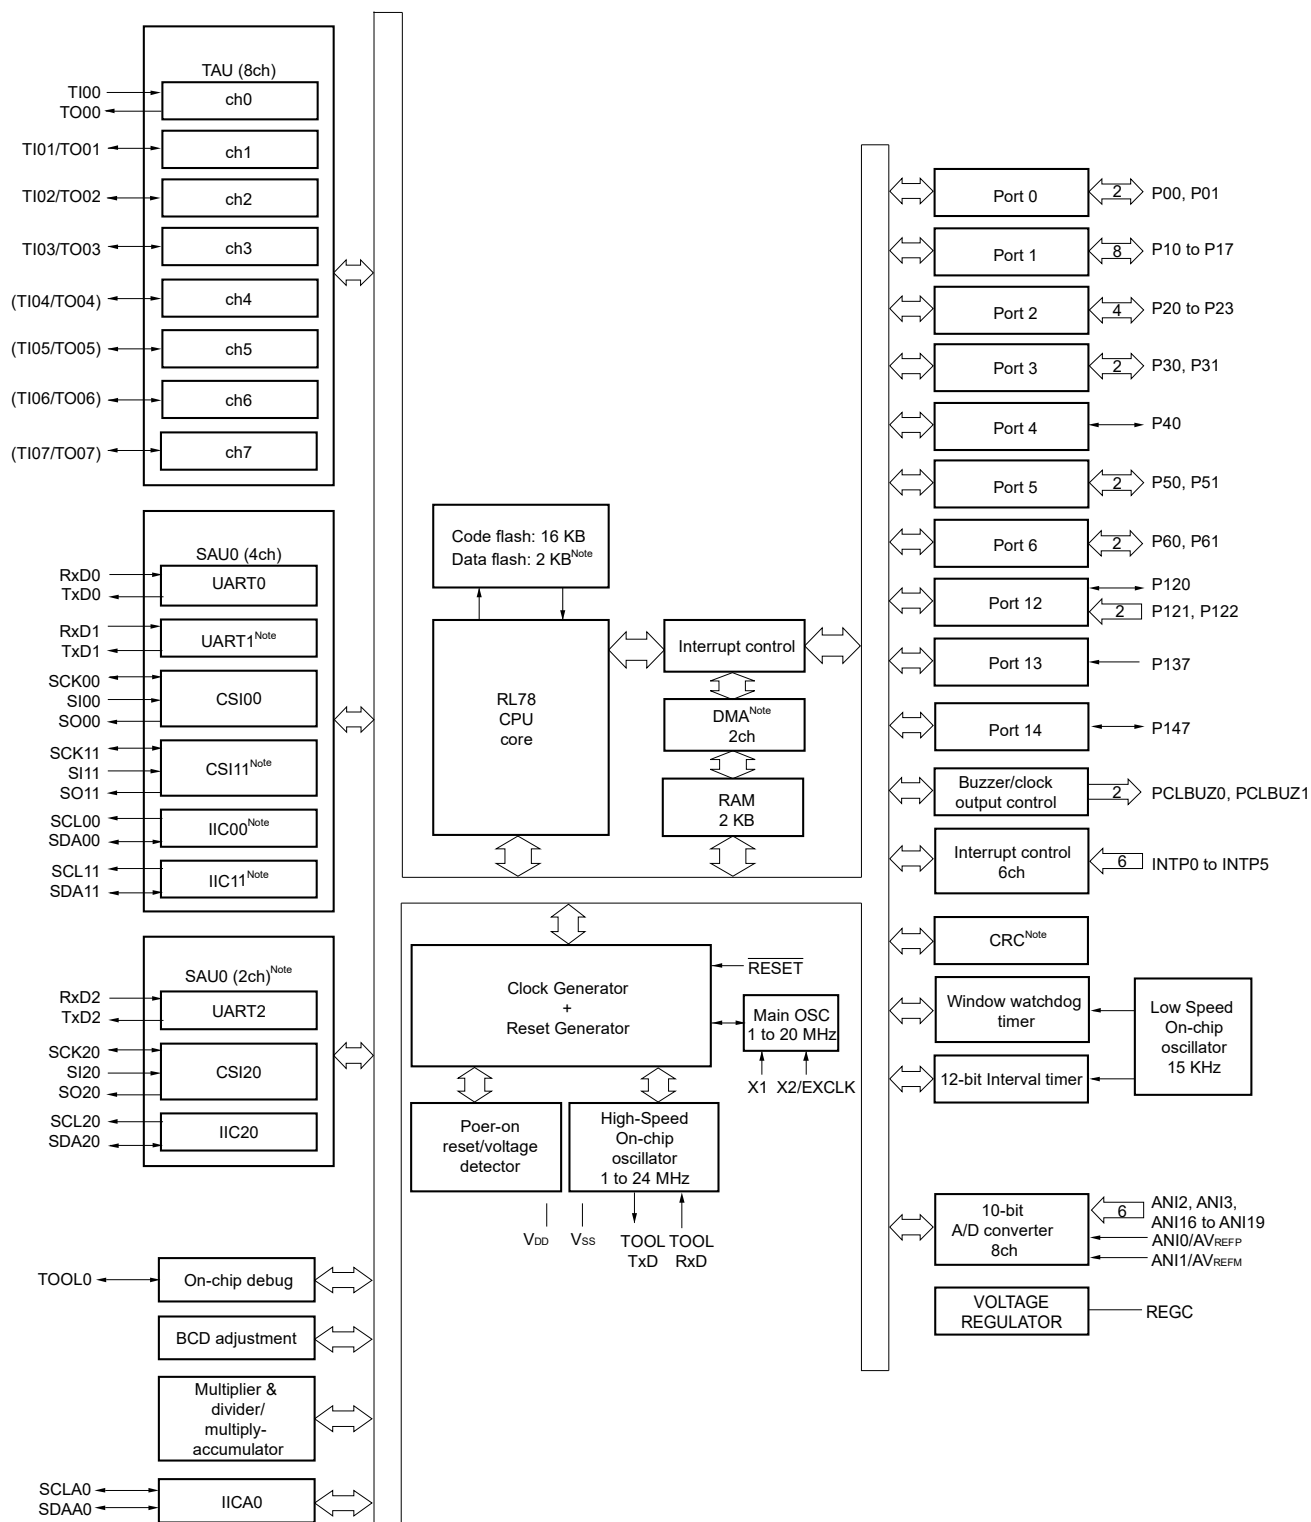 TAU (8ch)
TI00
TO00
ch0
TI01/TO01
ch1
TI02/TO02
ch2
TI03/TO03
ch3
(TI04/TO04)
ch4
(TI05/TO05)
ch5
(TI06/TO06)
ch6
(TI07/TO07)
ch7
SAU0 (4ch)
RxD0
TxD0
UART0
RxD1
TxD1
UART1Note
SCK00
SI00
SO00
CSI00
SCK11
SI11
SO11
CSI11Note
SCL00
SDA00
IIC00Note
SCL11
SDA11
IIC11Note
SAU0 (2ch)Note
RxD2
TxD2
UART2
SCK20
SI20
SO20
CSI20
SCL20
SDA20
IIC20
TOOL0
On-chip debug
BCD adjustment
Multiplier &
divider/
multiply-
accumulator
SCLA0
SDAA0
IICA0
Code flash: 16 KB
Data flash: 2 KBNote
RL78
CPU
core
Interrupt control
DMANote
2ch
RAM
2 KB
Clock Generator
+
Reset Generator
RESET
Main OSC
1 to 20 MHz
X1
X2/EXCLK
Poer-on
reset/voltage
detector
High-Speed
On-chip
oscillator
1 to 24 MHz
VDD
VSS
TOOL
TxD
TOOL
RxD
Port 0
2
P00, P01
Port 1
8
P10 to P17
Port 2
4
P20 to P23
Port 3
2
P30, P31
Port 4
P40
Port 5
2
P50, P51
Port 6
2
P60, P61
Port 12
P120
2
P121, P122
Port 13
P137
Port 14
P147
Buzzer/clock
output control
2
PCLBUZ0, PCLBUZ1
Interrupt control
6ch
6
INTP0 to INTP5
CRCNote
Window watchdog
timer
12-bit Interval timer
Low Speed
On-chip
oscillator
15 KHz
10-bit
A/D converter
8ch
6
ANI2, ANI3,
ANI16 to ANI19
ANI0/AVREFP
ANI1/AVREFM
VOLTAGE
REGULATOR
REGC